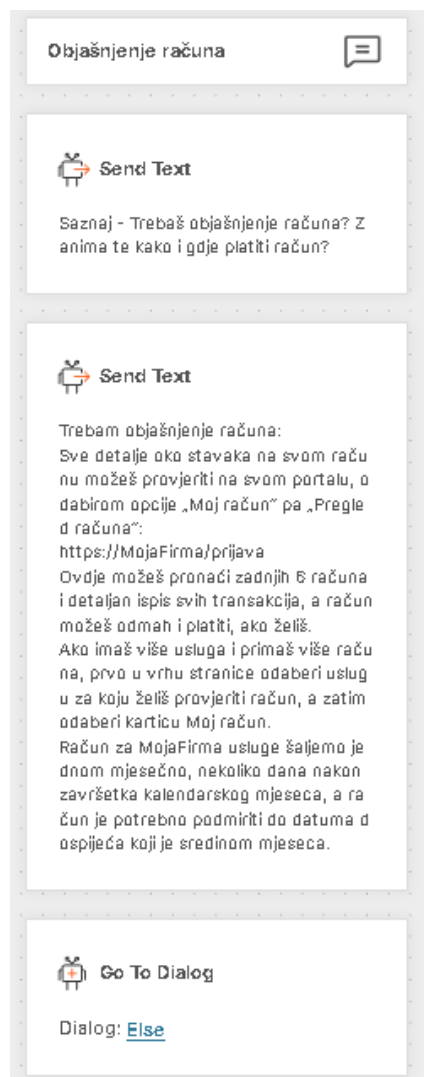 Objašnjenje računa
Send Text
Saznaj - Trebaš objašnjenje računa? Z
anima te kako i gdje platiti račun?
Send Text
Trebam objašnjenje računa:
Sve detalje oko stavaka na svom raču
nu možeš provjeriti na svom portalu, o
dabirom opcije „Moj račun“ pa „Pregle
d računa“:
https://MojaFirma/prijava
Ovdje možeš pronaći zadnjih 6 računa
i detaljan ispis svih transakcija, a račun
možeš odmah i platiti, ako želiš.
Ako imaš više usluga i primaš više raču
na, prvo u vrhu stranice odaberi uslug
u za koju želiš provjeriti račun, a zatim
odaberi karticu Moj račun.
Račun za MojaFirma usluge šaljemo je
dnom mjesečno, nekoliko dana nakon
završetka kalendarskog mjeseca, a ra
čun je potrebno podmiriti do datuma d
ospijeća koji je sredinom mjeseca.
Go To Dialog
Dialog: Else